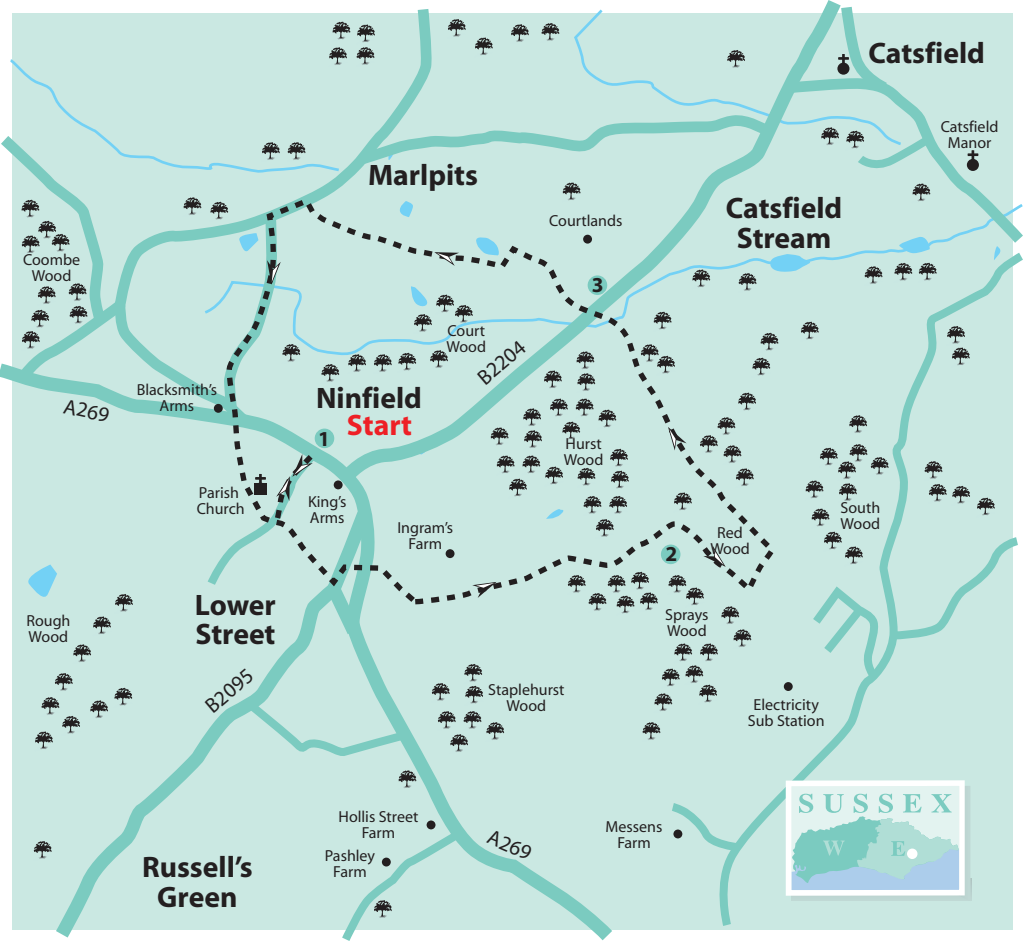 Catsfield
Catsfield
Manor
Marlpits
Catsfield
Stream
Courtlands
Coombe
Wood
3
Court
Wood
B2204
Blacksmith's
Arms
A269
Ninfield
Start
1
Hurst
Wood
Parish
Church
King's
Arms
Ingram's
Farm
Red
Wood
2
South
Wood
Lower
Street
Rough
Wood
Sprays
Wood
B2095
Staplehurst
Wood
Electricity
Sub Station
Hollis Street
Farm
Pashley
Farm
A269
Messens
Farm
Russell's
Green
SUSSEX
W
E